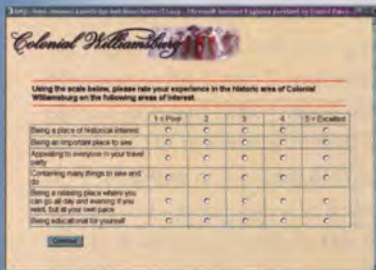 Colonial Williamsburg
Using the scale below, please rate your experience in the historic area of Colonial
Williamsburg on the following areas of interest.
1 = Poor 2 3 4 5 = Excellent
Being a place of historical interest
Being an important place to see
Appealing to everyone in your travel
party
Containing many things to see and
do
Being a relaxing place where you
can go all day and evening if you
want, but at your own pace
Being educational for yourself